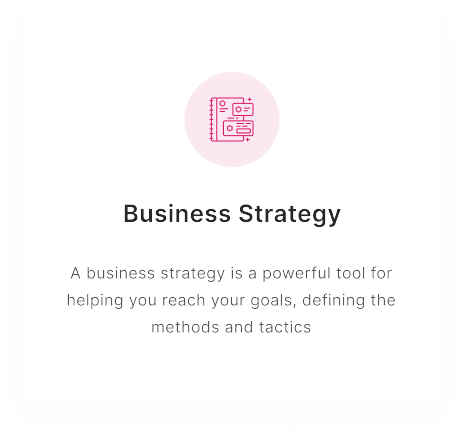 Business Strategy
A business strategy is a powerful tool for
helping you reach your goals, defining the
methods and tactics